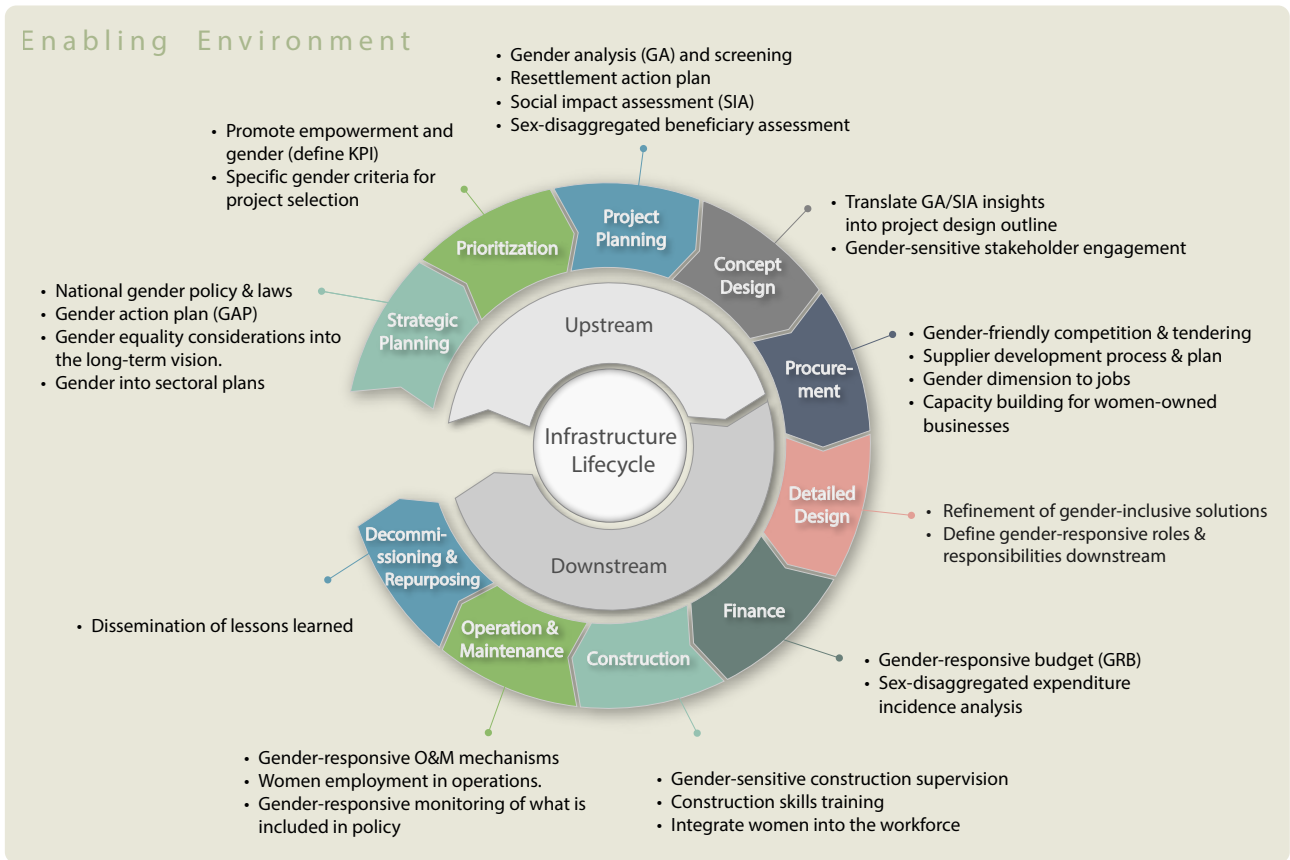 Enabling Environment
• Gender analysis (GA) and screening
• Resettlement action plan
• Social impact assessment (SIA)
• Sex-disaggregated beneficiary assessment
• Promote empowerment and
gender (define KPI)
• Specific gender criteria for
project selection
• Translate GA/SIA insights
into project design outline
• Gender-sensitive stakeholder engagement
• National gender policy & laws
• Gender action plan (GAP)
• Gender equality considerations into
the long-term vision.
• Gender into sectoral plans
• Gender-friendly competition & tendering
• Supplier development process & plan
• Gender dimension to jobs
• Capacity building for women-owned
businesses
Strategic
Planning
Prioritization
Project
Planning
Concept
Design
Procure-
ment
Detailed
Design
Finance
Construction
Operation &
Maintenance
Decommi-
ssioning &
Repurposing
Upstream
Infrastructure
Lifecycle
Downstream
• Refinement of gender-inclusive solutions
• Define gender-responsive roles &
responsibilities downstream
• Dissemination of lessons learned
• Gender-responsive budget (GRB)
• Sex-disaggregated expenditure
incidence analysis
• Gender-responsive O&M mechanisms
• Women employment in operations.
• Gender-responsive monitoring of what is
included in policy
• Gender-sensitive construction supervision
• Construction skills training
• Integrate women into the workforce